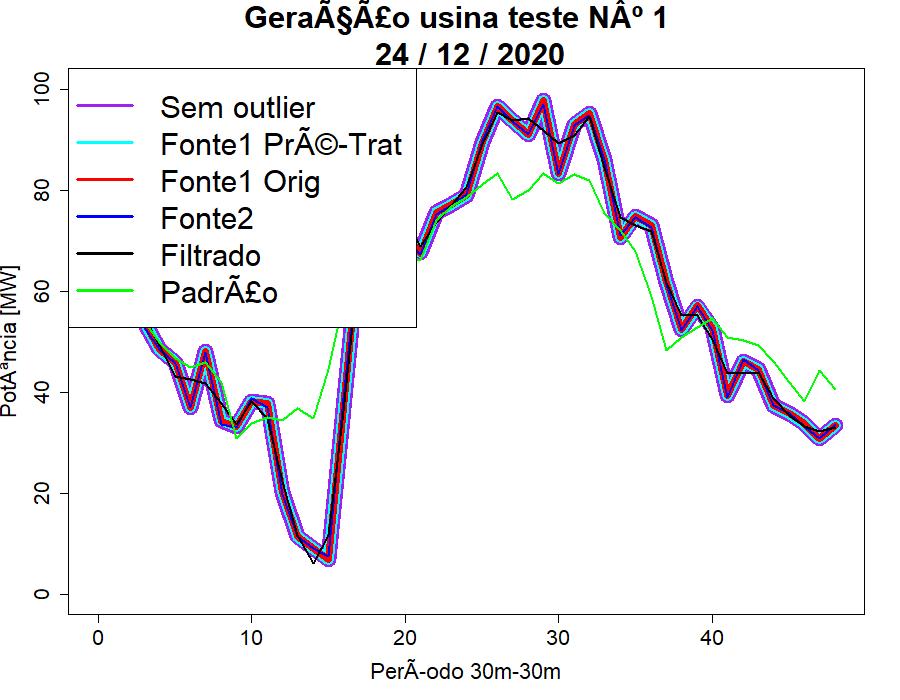 GeraÃ§Ã£o usina teste NÂº 1
24 / 12 / 2020
Sem outlier
Fonte1 PrÃ©-Trat
Fonte1 Orig
Fonte2
Filtrado
PadrÃ£o
PotÃªncia [MW]
100
80
60
40
20
0
0 10 20 30 40
PerÃ­-odo 30m-30m